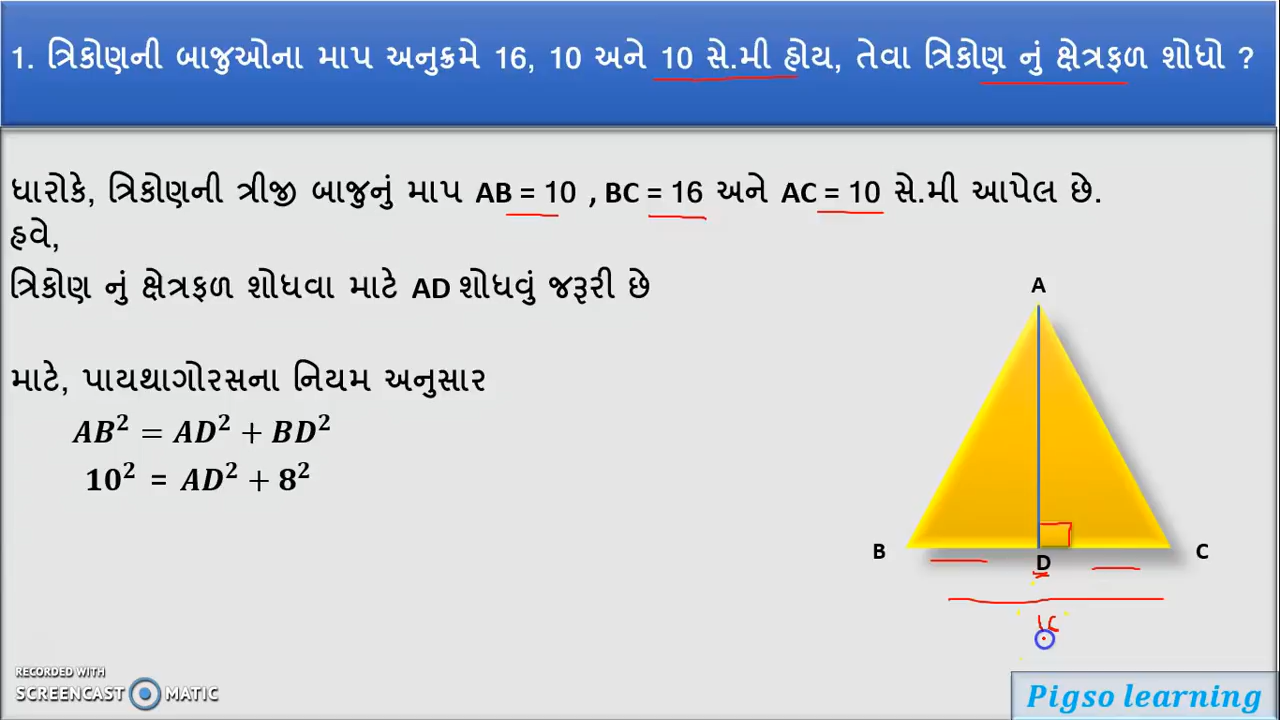 1. ત્રિકોણની બાજુઓના માપ અનુક્રમે 16, 10 અને 10 સે.મી હોય, તેવા ત્રિકોણ નું ક્ષેત્રફળ શોધો ?
ધારોકે, ત્રિકોણની ત્રીજી બાજુનું માપ AB = 10 , BC = 16 અને AC = 10 સે.મી આપેલ છે.
હવે,
ત્રિકોણ નું ક્ષેત્રફળ શોધવા માટે AD શોધવું જરૂરી છે
A
માટે, પાયથાગોરસના નિયમ અનુસાર
AB² = AD² + BD²
10² = AD² + 8²
B D C
RECORDED WITH
SCREENCAST MATIC
Pigso learning